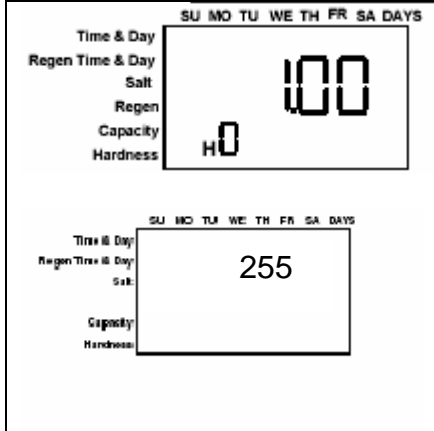 SU MO TU WE TH FR SA DAYS
Time & Day
Regen Time & Day
Salt
Regen
1.00
Capacity
H0
Hardness
SU MO TU WE TH FR SA DAYS
Time & Day
Regen Time & Day
255
Salt
Capacity
Hardness